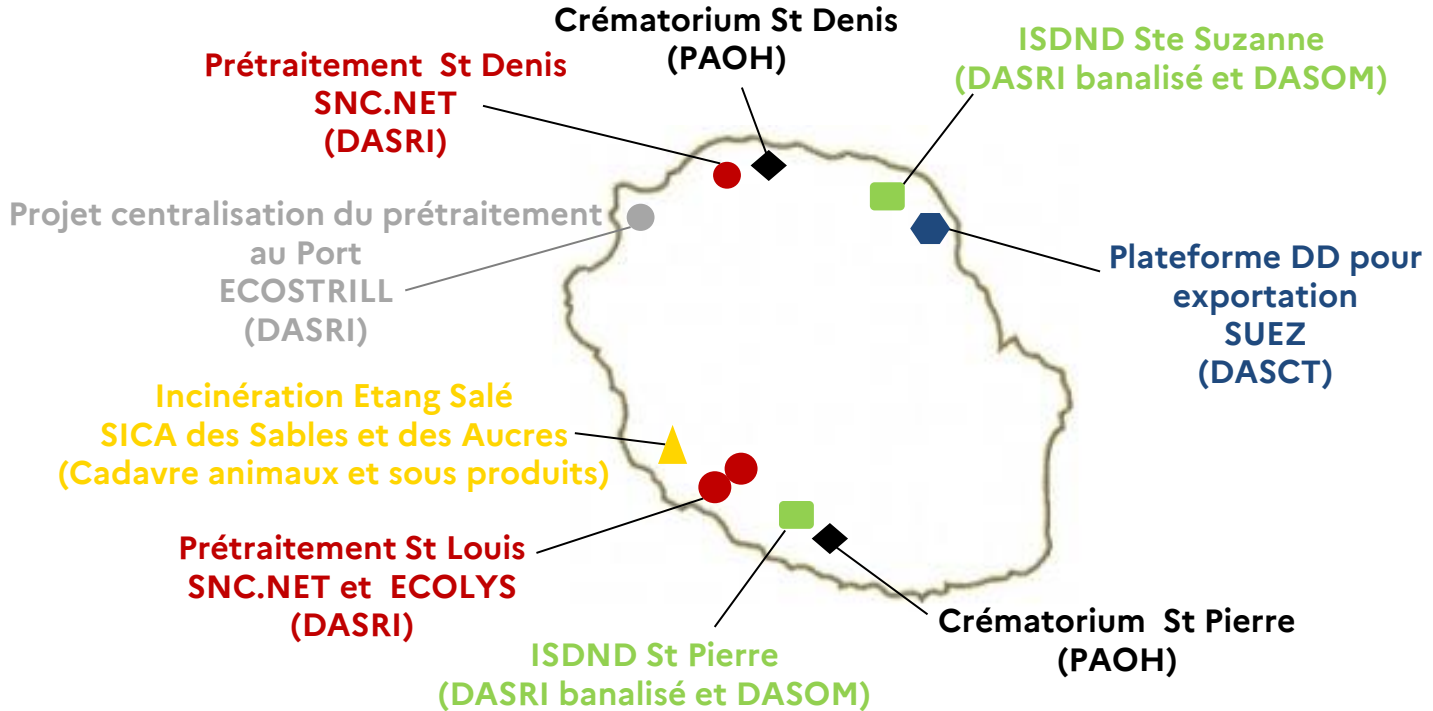 Crématorium St Denis
(PAOH)
ISDND Ste Suzanne
(DASRI banalisé et DASOM)
Prétraitement St Denis
SNC.NET
(DASRI)
Projet centralisation du prétraitement
au Port
ECOSTRILL
(DASRI)
Plateforme DD pour
exportation
SUEZ
(DASCT)
Incinération Etang Salé
SICA des Sables et des Aucres
(Cadavre animaux et sous produits)
Prétraitement St Louis
SNC.NET et ECOLYS
(DASRI)
Crématorium St Pierre
(PAOH)
ISDND St Pierre
(DASRI banalisé et DASOM)